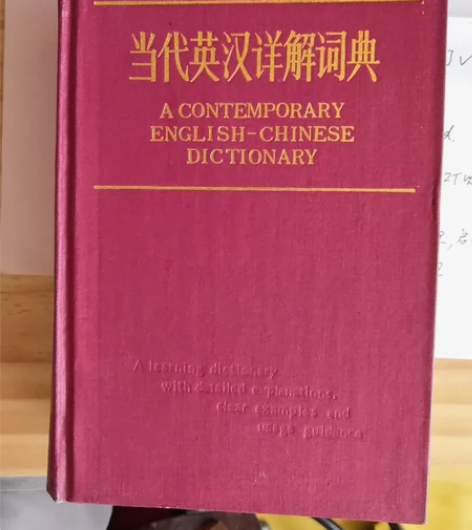 当代英汉详解词典
A CONTEMPORARY
ENGLISH-CHINESE
DICTIONARY
A learning dictionary
with detailed explanations,
clear examples and
usage guidance